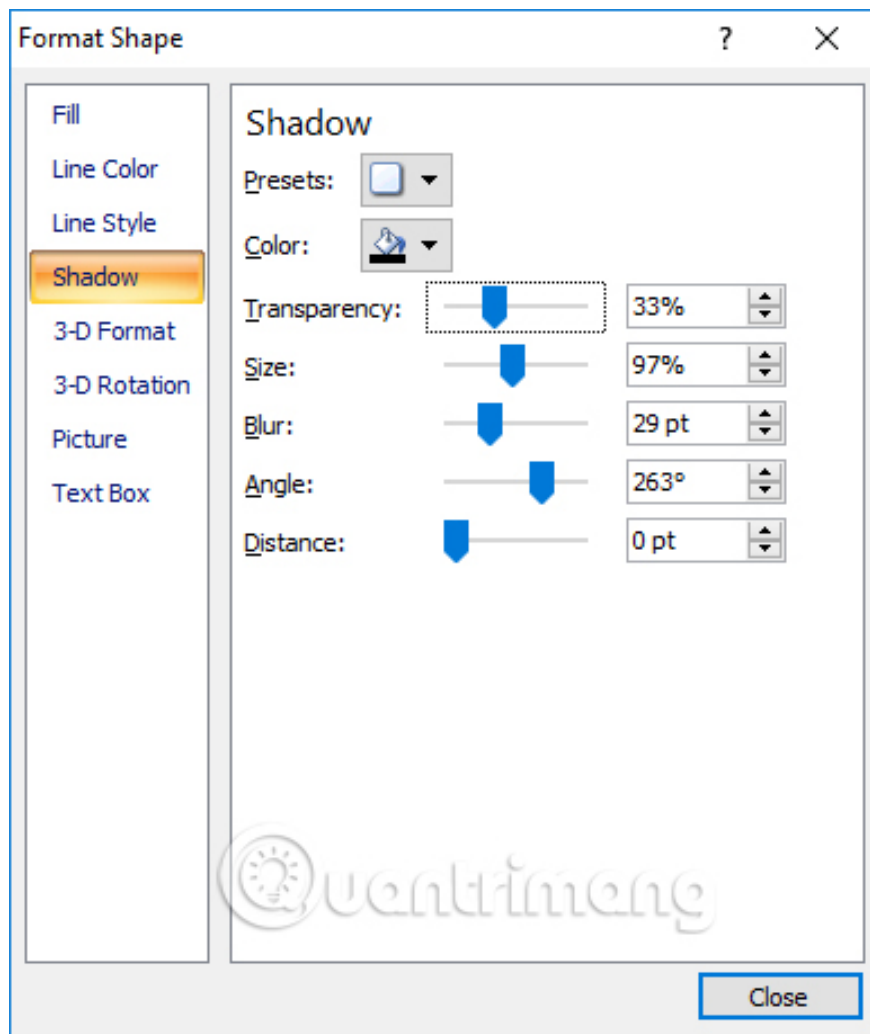 Format Shape ?
Fill
Line Color
Line Style
Shadow
3-D Format
3-D Rotation
Picture
Text Box
Shadow
Presets:
Color:
Transparency: 33%
Size: 97%
Blur: 29 pt
Angle: 263°
Distance: 0 pt
Quantrimang
Close